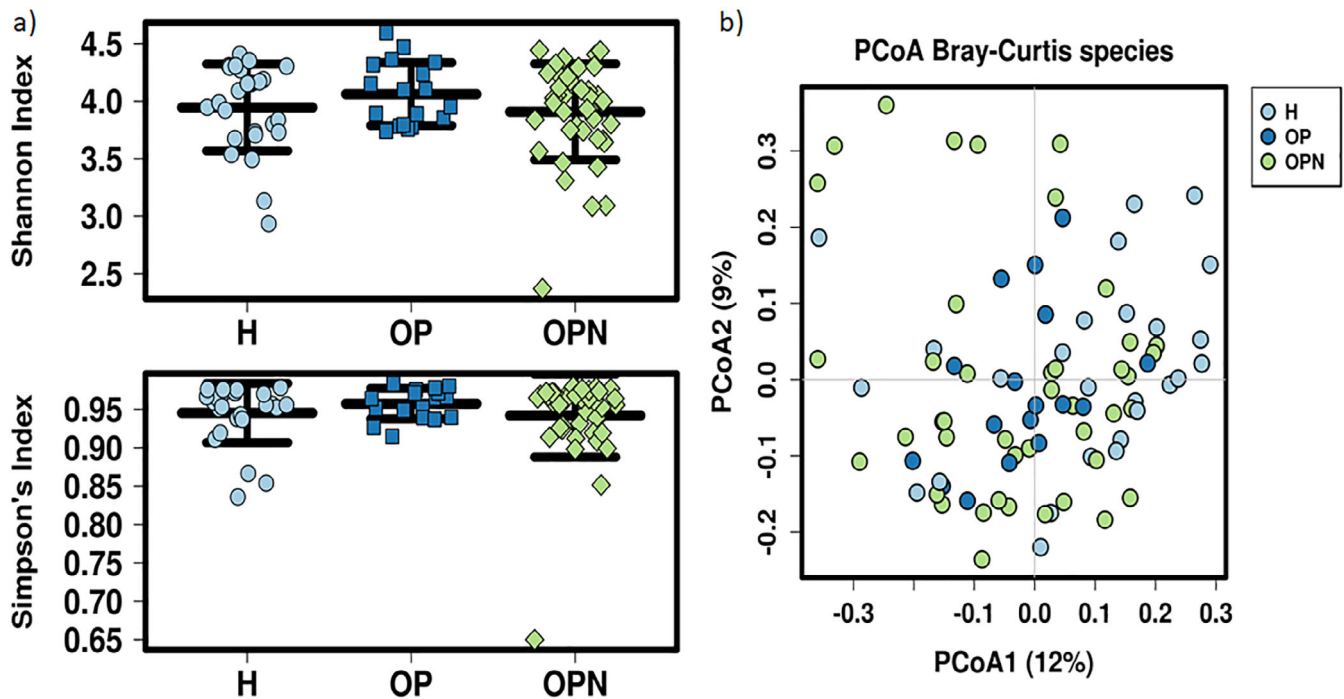 a)
Shannon Index
4.5
4.0
3.5
3.0
2.5
H OP OPN
Simpson's Index
0.95
0.90
0.85
0.80
0.75
0.70
0.65
H OP OPN
b)
PCoA Bray-Curtis species
PCoA2 (9%)
0.3
0.2
0.1
0.0
-0.1
-0.2
-0.3 -0.1 0.0 0.1 0.2 0.3
PCoA1 (12%)
H
OP
OPN